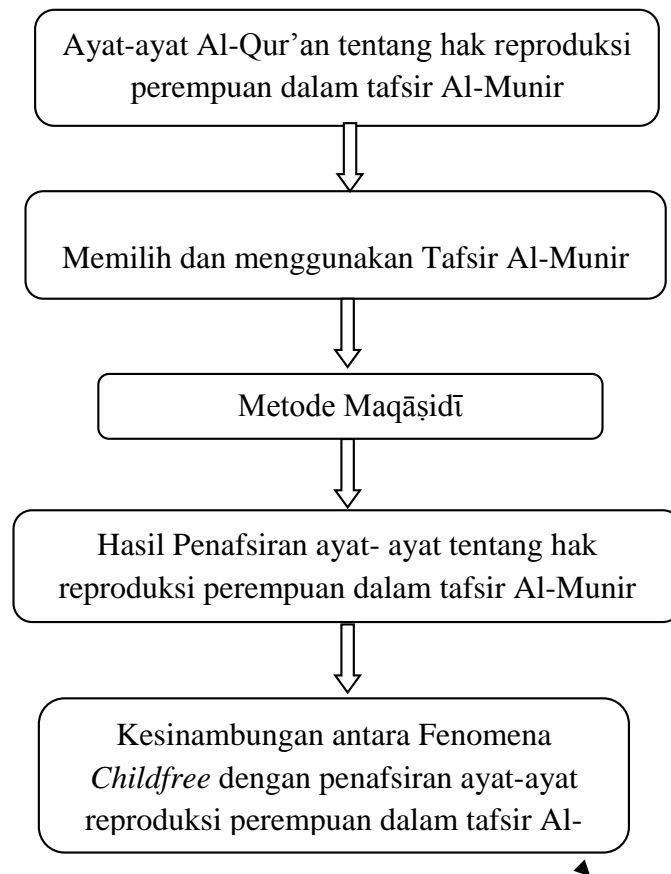 Ayat-ayat Al-Qur’an tentang hak reproduksi
perempuan dalam tafsir Al-Munir
Memilih dan menggunakan Tafsir Al-Munir
Metode Maqāṣidī
Hasil Penafsiran ayat- ayat tentang hak
reproduksi perempuan dalam tafsir Al-Munir
Kesinambungan antara Fenomena
Childfree dengan penafsiran ayat-ayat
reproduksi perempuan dalam tafsir Al-